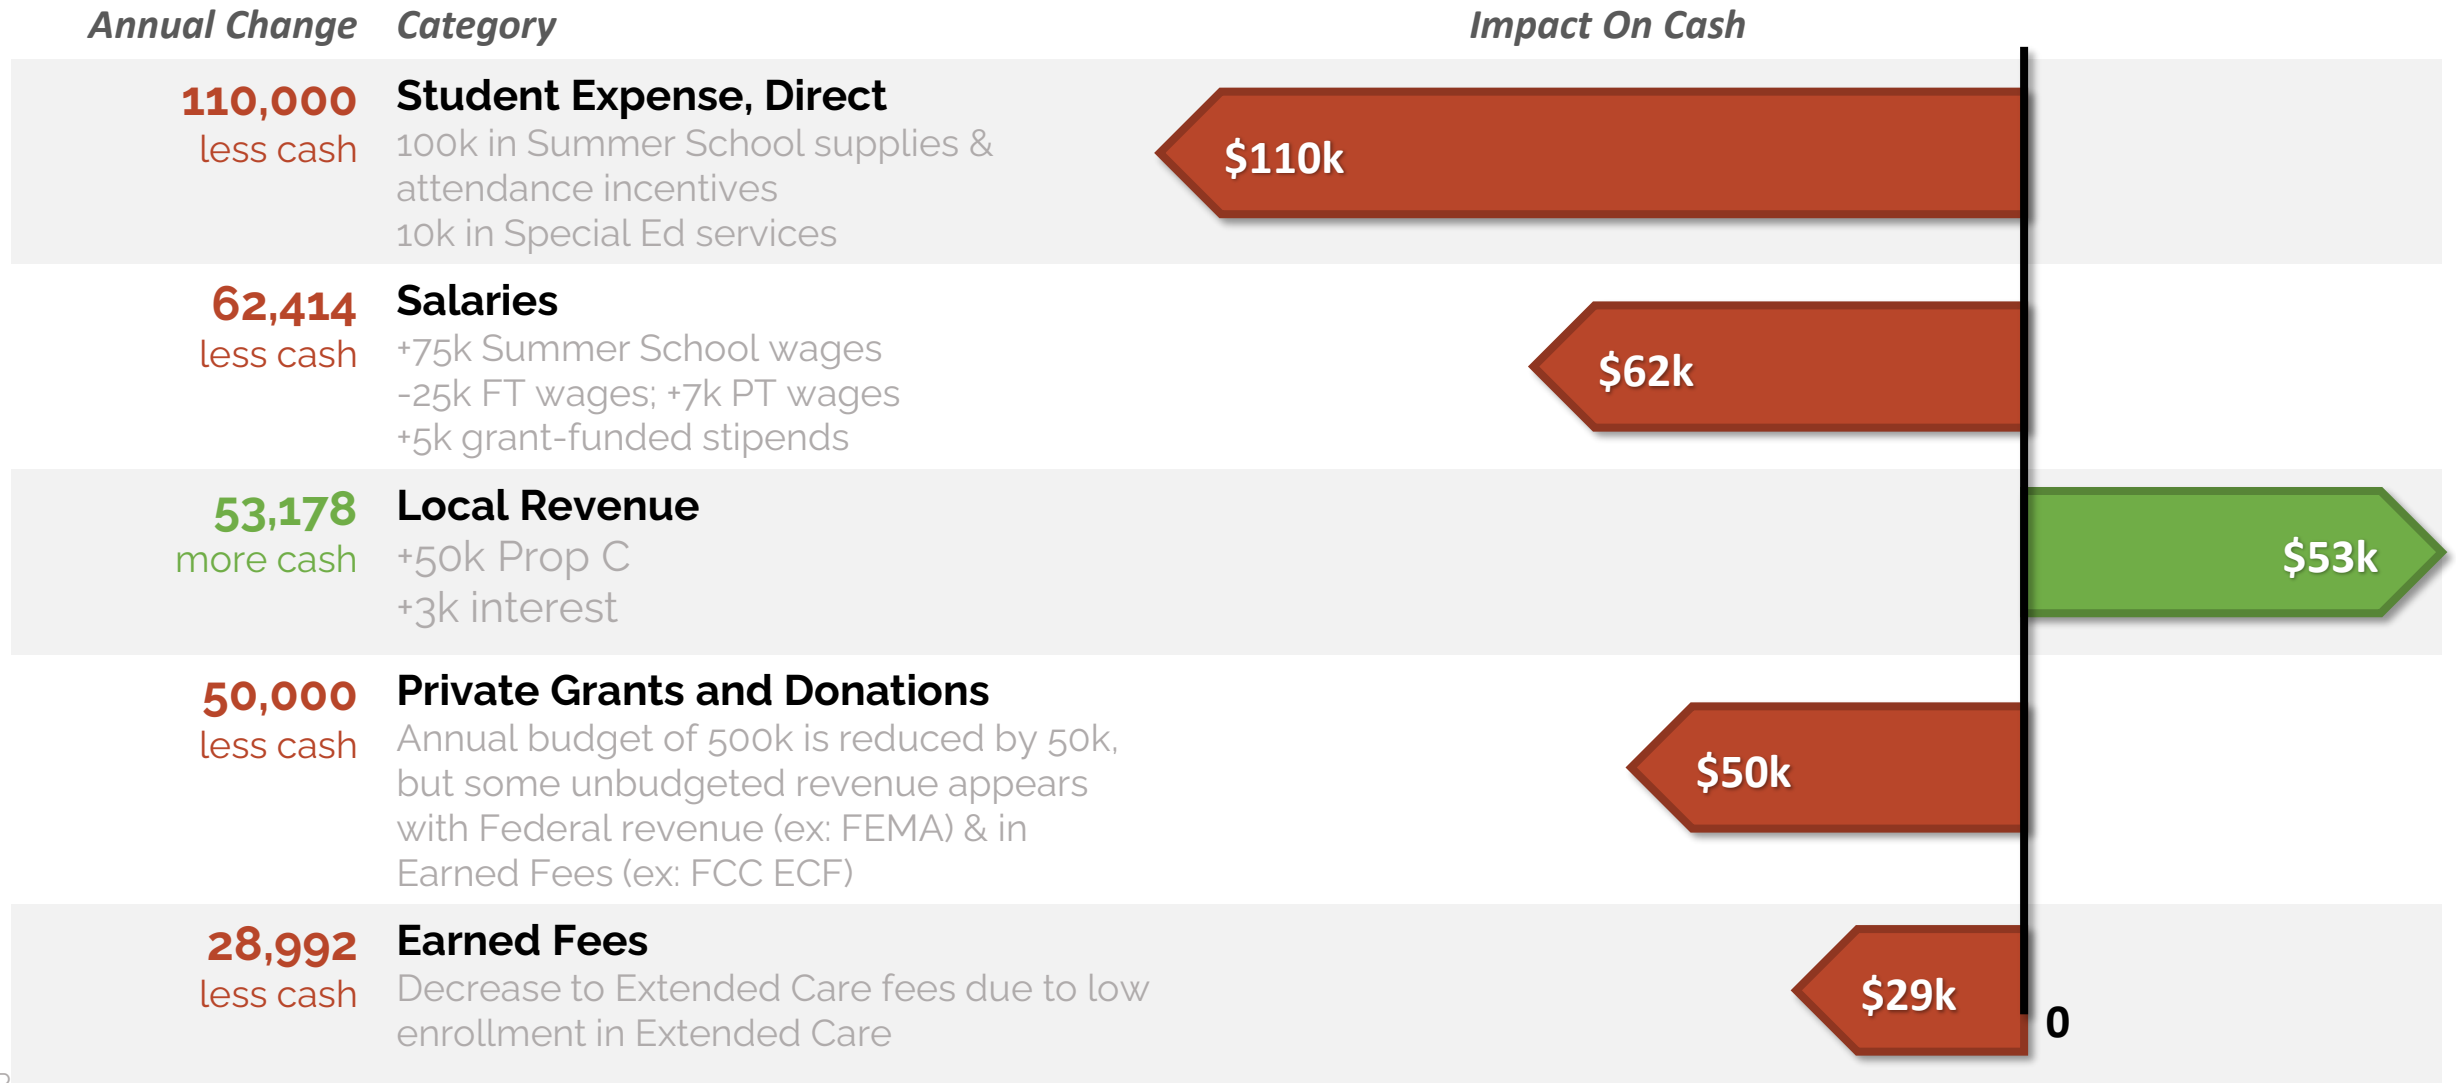 Annual Change Category Impact On Cash
110,000 Student Expense, Direct
less cash 100k in Summer School supplies &
attendance incentives
10k in Special Ed services
$110k
62,414 Salaries
less cash +75k Summer School wages
-25k FT wages; +7k PT wages
+5k grant-funded stipends
$62k
53,178 Local Revenue
more cash +50k Prop C
+3k interest
$53k
50,000 Private Grants and Donations
less cash Annual budget of 500k is reduced by 50k,
but some unbudgeted revenue appears
with Federal revenue (ex: FEMA) & in
Earned Fees (ex: FCC ECF)
$50k
28,992 Earned Fees
less cash Decrease to Extended Care fees due to low
enrollment in Extended Care
$29k
0